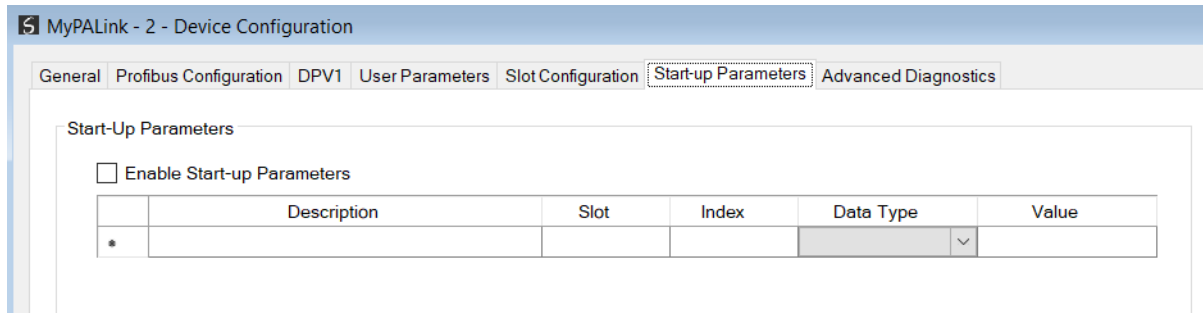 MyPALink - 2 - Device Configuration
General Profibus Configuration DPV1 User Parameters Slot Configuration Start-up Parameters Advanced Diagnostics
Start-Up Parameters
Enable Start-up Parameters
Description Slot Index Data Type Value
*